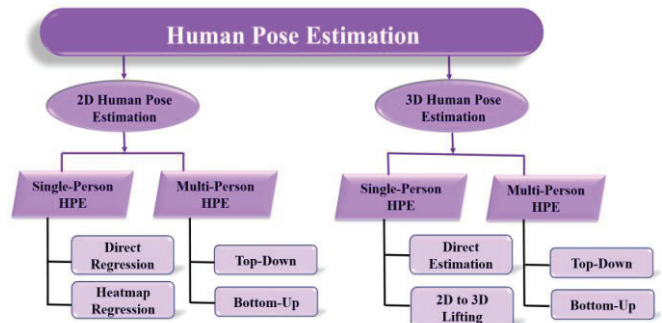 Human Pose Estimation
2D Human Pose
Estimation
3D Human Pose
Estimation
Single-Person
HPE
Multi-Person
HPE
Single-Person
HPE
Multi-Person
HPE
Direct
Regression
Heatmap
Regression
Top-Down
Bottom-Up
Direct
Estimation
2D to 3D
Lifting
Top-Down
Bottom-Up